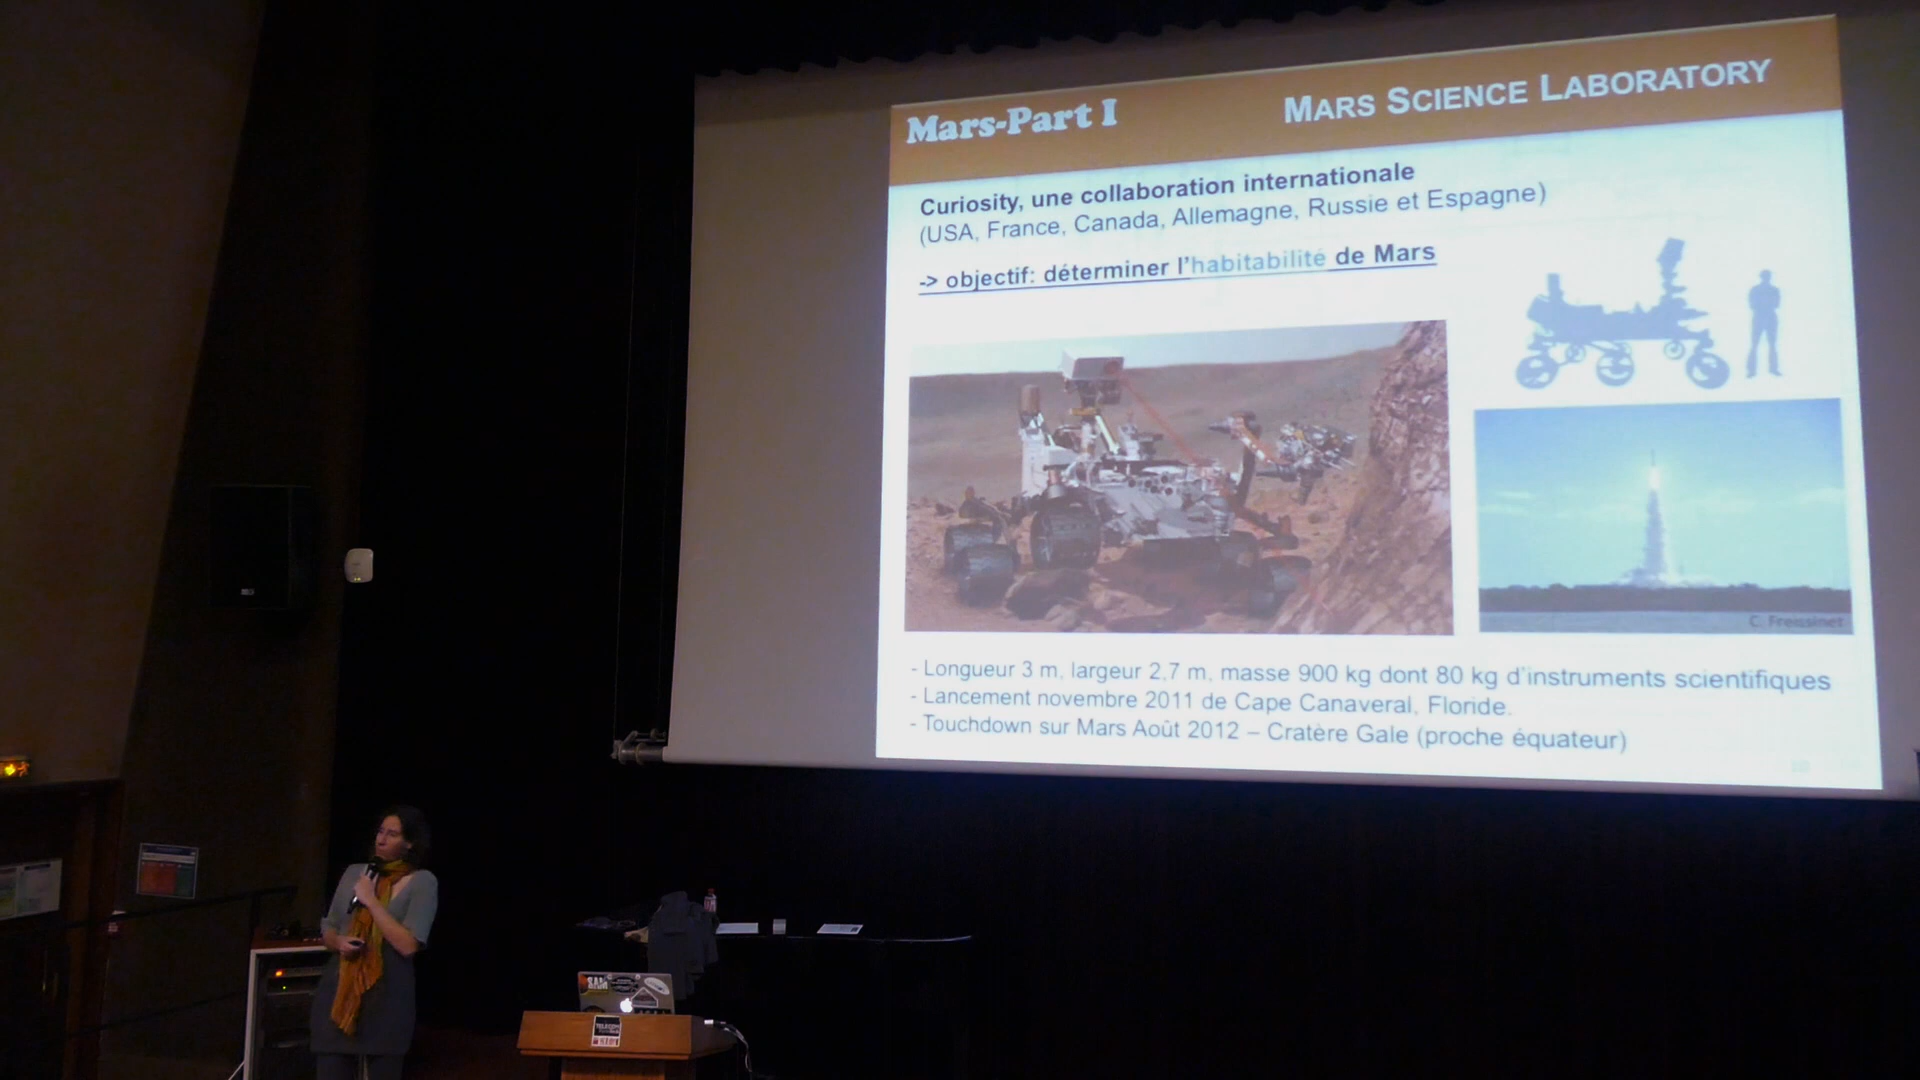 Mars-Part I
MARS SCIENCE LABORATORY
Curiosity, une collaboration internationale
(USA, France, Canada, Allemagne, Russie et Espagne)
-> objectif: déterminer l'habitabilité de Mars
C. Freissinet
- Longueur 3 m, largeur 2,7 m, masse 900 kg dont 80 kg d'instruments scientifiques
- Lancement novembre 2011 de Cape Canaveral, Floride.
- Touchdown sur Mars Août 2012 – Cratère Gale (proche équateur)
SAM
TELECOM